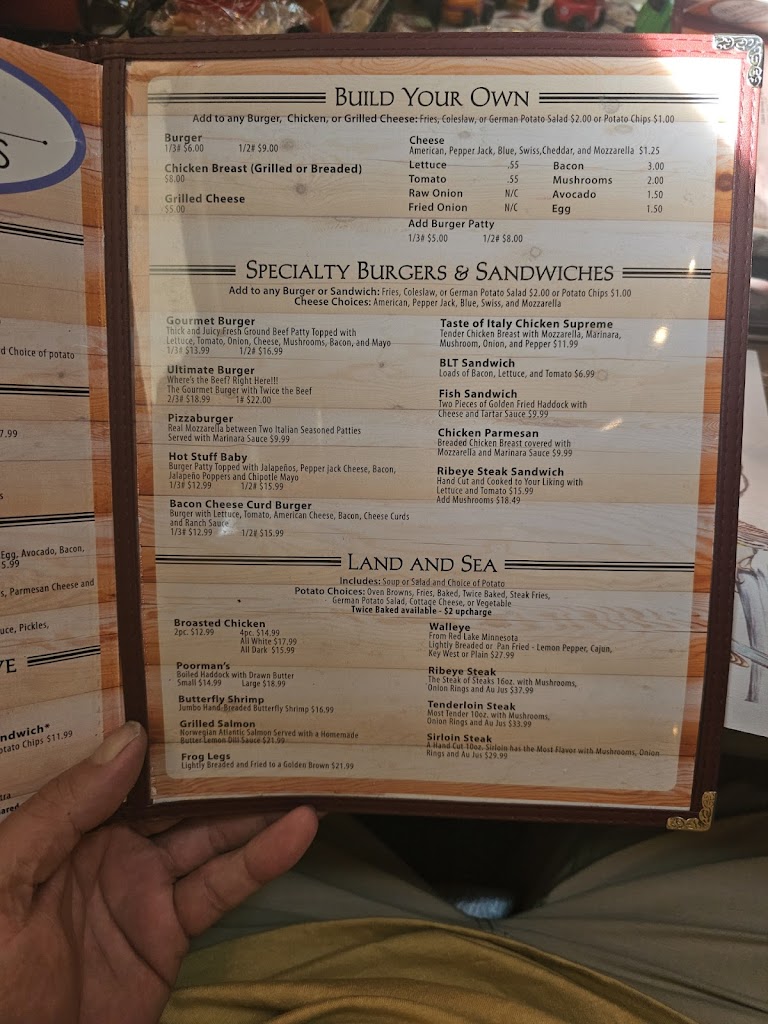 S
d Choice of potato
7.99
s
Egg, Avocado, Bacon,
5.99
s, Parmesan Cheese and
uce, Pickles,
VE
ndwich*
otato Chips $11.99
tra
ared
BUILD YOUR OWN
Add to any Burger, Chicken, or Grilled Cheese: Fries, Coleslaw, or German Potato Salad $2.00 or Potato Chips $1.00
Burger
1/3# $6.00 1/2# $9.00
Chicken Breast (Grilled or Breaded)
$8.00
Grilled Cheese
$5.00
Cheese
American, Pepper Jack, Blue, Swiss,Cheddar, and Mozzarella $1.25
Lettuce .55 Bacon 3.00
Tomato .55 Mushrooms 2.00
Raw Onion N/C Avocado 1.50
Fried Onion N/C Egg 1.50
Add Burger Patty
1/3# $5.00 1/2# $8.00
SPECIALTY BURGERS & SANDWICHES
Add to any Burger or Sandwich: Fries, Coleslaw, or German Potato Salad $2.00 or Potato Chips $1.00
Cheese Choices: American, Pepper Jack, Blue, Swiss, and Mozzarella
Gourmet Burger
Thick and Juicy Fresh Ground Beef Patty Topped with
Lettuce, Tomato, Onion, Cheese, Mushrooms, Bacon, and Mayo
1/3# $13.99 1/2# $16.99
Ultimate Burger
Where's the Beef? Right Here!!!
The Gourmet Burger with Twice the Beef
2/3# $18.99 1# $22.00
Pizzaburger
Real Mozzarella between Two Italian Seasoned Patties
Served with Marinara Sauce $9.99
Hot Stuff Baby
Burger Patty Topped with Jalapeños, Pepper jack Cheese, Bacon,
Jalapeño Poppers and Chipotle Mayo
1/3# $12.99 1/2# $15.99
Bacon Cheese Curd Burger
Burger with Lettuce, Tomato, American Cheese, Bacon, Cheese Curds
and Ranch Sauce
1/3# $12.99 1/2# $15.99
Taste of Italy Chicken Supreme
Tender Chicken Breast with Mozzarella, Marinara,
Mushroom, Onion, and Pepper $11.99
BLT Sandwich
Loads of Bacon, Lettuce, and Tomato $6.99
Fish Sandwich
Two Pieces of Golden Fried Haddock with
Cheese and Tartar Sauce $9.99
Chicken Parmesan
Breaded Chicken Breast covered with
Mozzarella and Marinara Sauce $9.99
Ribeye Steak Sandwich
Hand Cut and Cooked to Your Liking with
Lettuce and Tomato $15.99
Add Mushrooms $18.49
LAND AND SEA
Includes: Soup or Salad and Choice of Potato
Potato Choices: Oven Browns, Fries, Baked, Twice Baked, Steak Fries,
German Potato Salad, Cottage Cheese, or Vegetable
Twice Baked available - $2 upcharge
Broasted Chicken
2pc. $12.99 4pc. $14.99
All White $17.99
All Dark $15.99
Poorman's
Boiled Haddock with Drawn Butter
Small $14.99 Large $18.99
Butterfly Shrimp
Jumbo Hand-Breaded Butterfly Shrimp $16.99
Grilled Salmon
Norwegian Atlantic Salmon Served with a Homemade
Butter Lemon Dill Sauce $21.99
Frog Legs
Lightly Breaded and Fried to a Golden Brown $21.99
Walleye
From Red Lake Minnesota
Lightly Breaded or Pan Fried - Lemon Pepper, Cajun,
Key West or Plain $27.99
Ribeye Steak
The Steak of Steaks 16oz. with Mushrooms,
Onion Rings and Au Jus $37.99
Tenderloin Steak
Most Tender 10oz. with Mushrooms,
Onion Rings and Au Jus $33.99
Sirloin Steak
A Hand Cut 10oz. Sirloin has the Most Flavor with Mushrooms, Onion
Rings and Au Jus $29.99